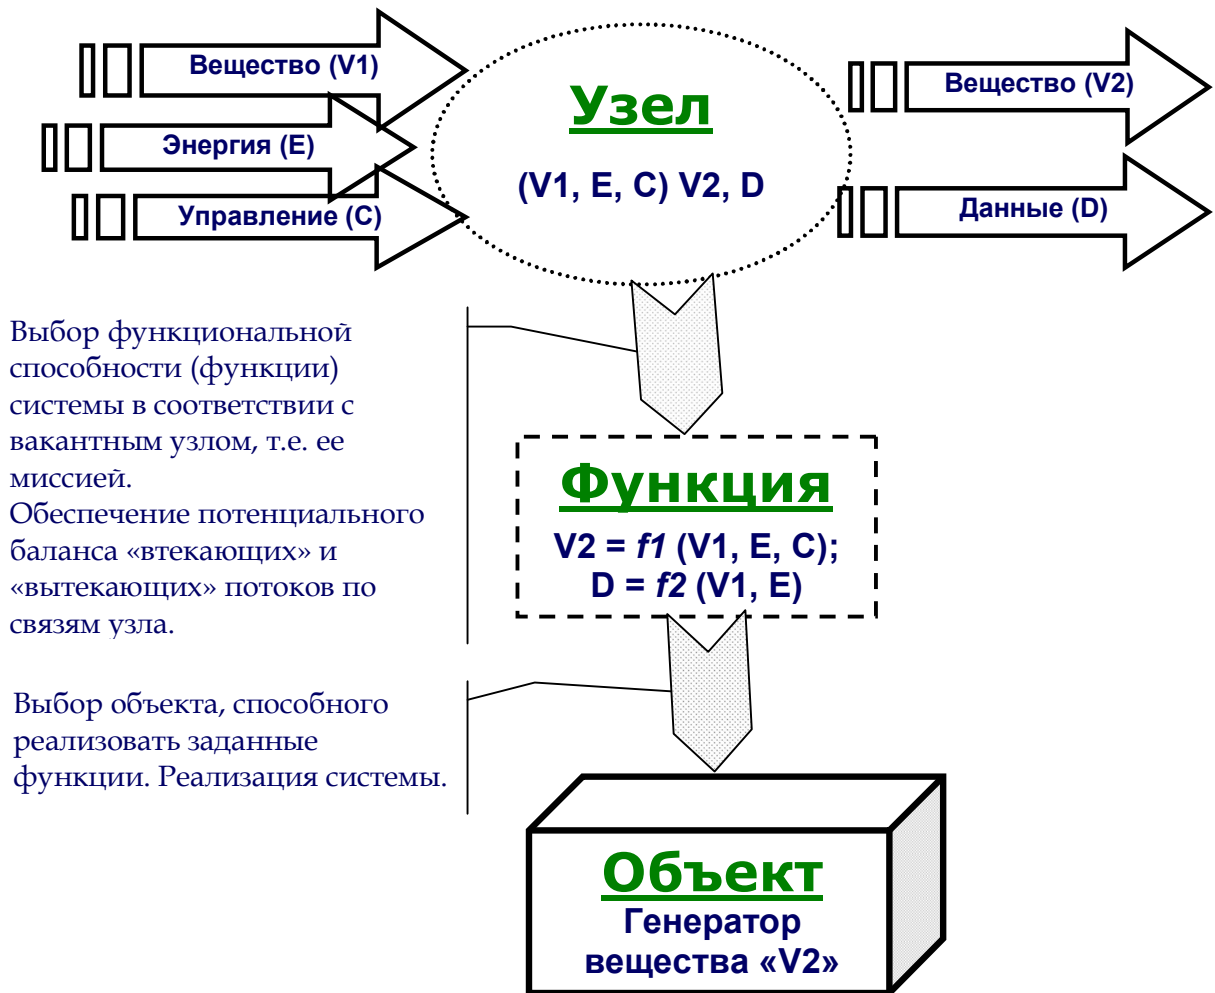 Вещество (V1)
Энергия (E)
Управление (C)
Узел
(V1, E, C) V2, D
Вещество (V2)
Данные (D)
Выбор функциональной
способности (функции)
системы в соответствии с
вакантным узлом, т.е. ее
миссией.
Обеспечение потенциального
баланса «втекающих» и
«вытекающих» потоков по
связям узла.
Функция
V2 = f1 (V1, E, C);
D = f2 (V1, E)
Выбор объекта, способного
реализовать заданные
функции. Реализация системы.
Объект
Генератор
вещества «V2»